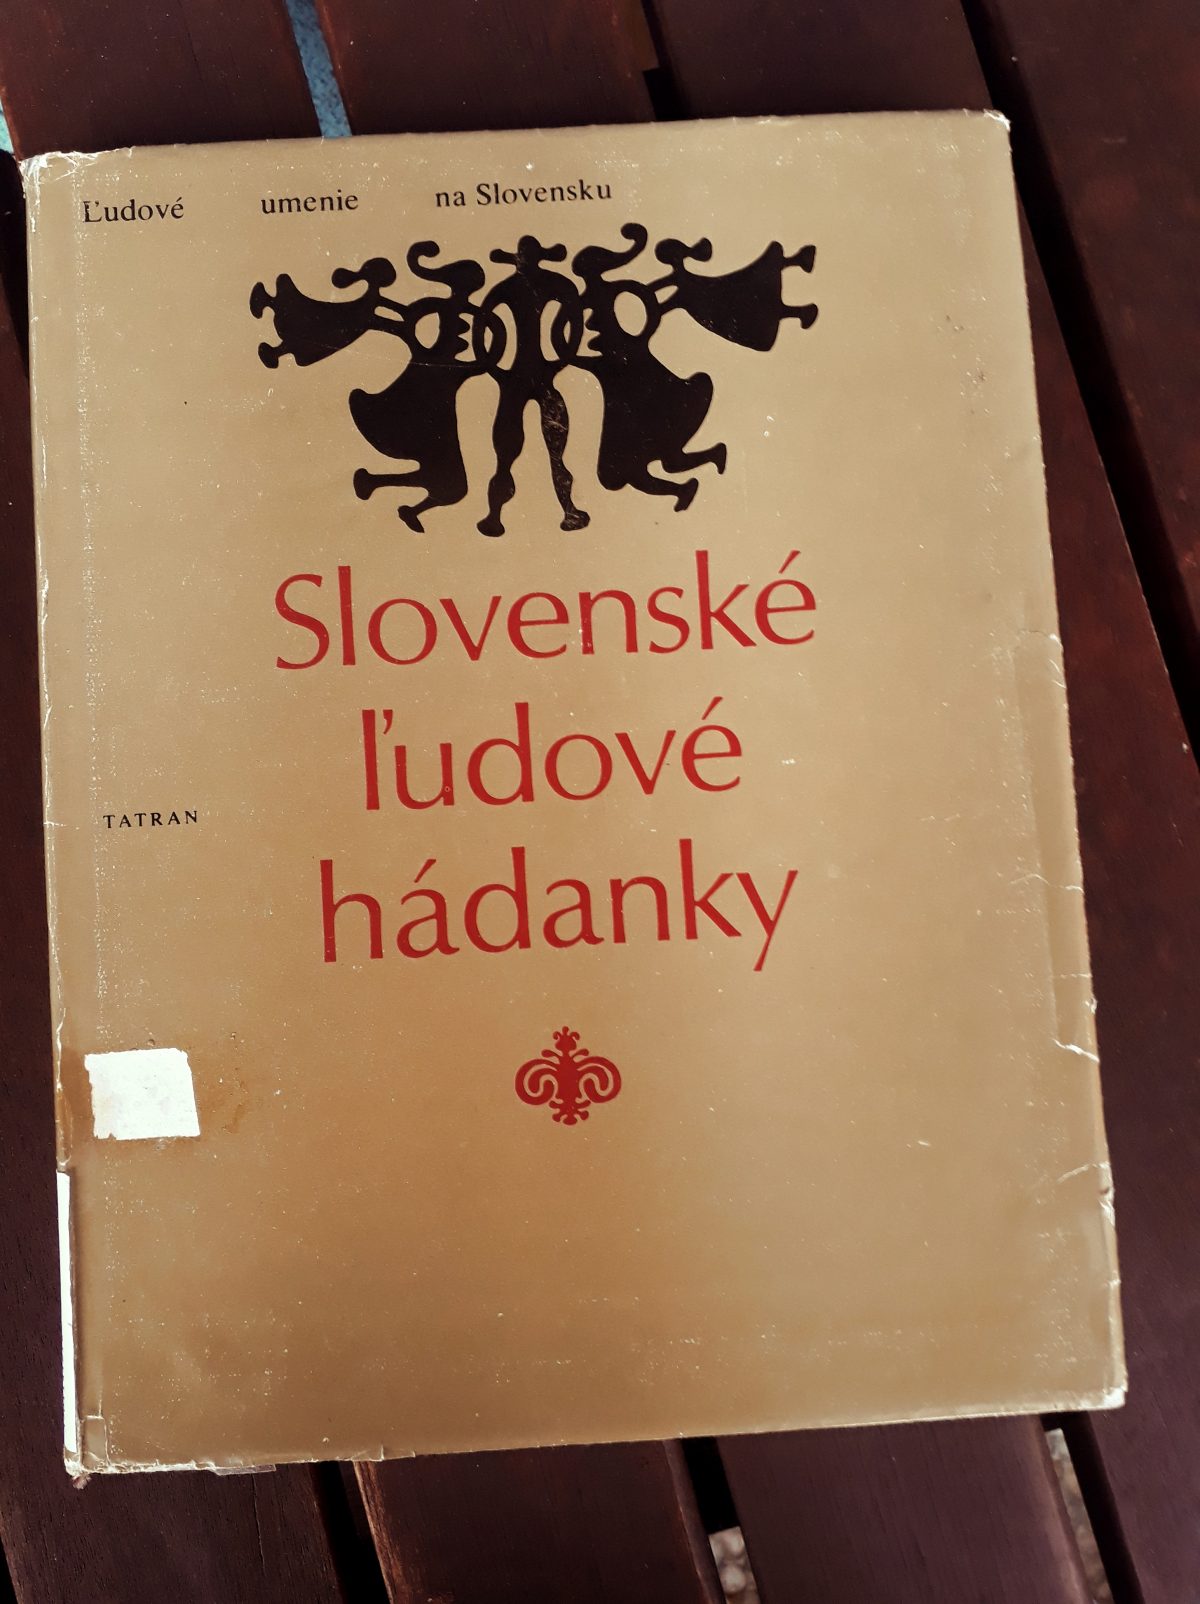 Ľudové umenie na Slovensku
Slovenské
ľudové
hádanky
TATRAN